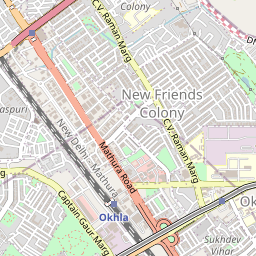 Colony
C.V. Raman Marg
New Friends
Colony
aspuri
New Delhi - Mathura
Mathura Road
C.V. Raman Marg
Okhla
Captain Gaur Marg
Ok
Sukhdev
Vihar